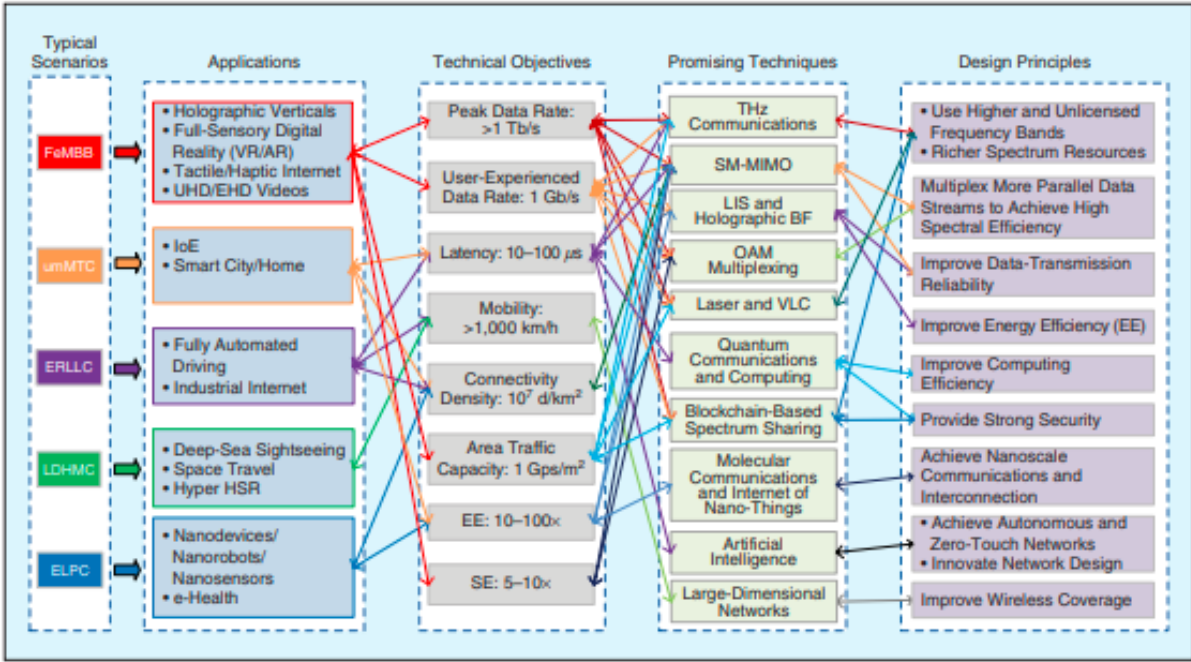 Typical
Scenarios
Applications
Technical Objectives
Promising Techniques
Design Principles
FeMBB
umMTC
ERLLC
LDHMC
ELPC
• Holographic Verticals
• Full-Sensory Digital
Reality (VR/AR)
• Tactile/Haptic Internet
• UHD/EHD Videos
• IoE
• Smart City/Home
• Fully Automated
Driving
• Industrial Internet
• Deep-Sea Sightseeing
• Space Travel
• Hyper HSR
• Nanodevices/
Nanorobots/
Nanosensors
• e-Health
Peak Data Rate:
>1 Tb/s
User-Experienced
Data Rate: 1 Gb/s
Latency: 10–100 μs
Mobility:
>1,000 km/h
Connectivity
Density: 10⁷ d/km²
Area Traffic
Capacity: 1 Gps/m²
EE: 10–100×
SE: 5–10×
THz
Communications
SM-MIMO
LIS and
Holographic BF
OAM
Multiplexing
Laser and VLC
Quantum
Communications
and Computing
Blockchain-Based
Spectrum Sharing
Molecular
Communications
and Internet of
Nano-Things
Artificial
Intelligence
Large-Dimensional
Networks
• Use Higher and Unlicensed
Frequency Bands
• Richer Spectrum Resources
Multiplex More Parallel Data
Streams to Achieve High
Spectral Efficiency
Improve Data-Transmission
Reliability
Improve Energy Efficiency (EE)
Improve Computing
Efficiency
Provide Strong Security
Achieve Nanoscale
Communications and
Interconnection
• Achieve Autonomous and
Zero-Touch Networks
• Innovate Network Design
Improve Wireless Coverage